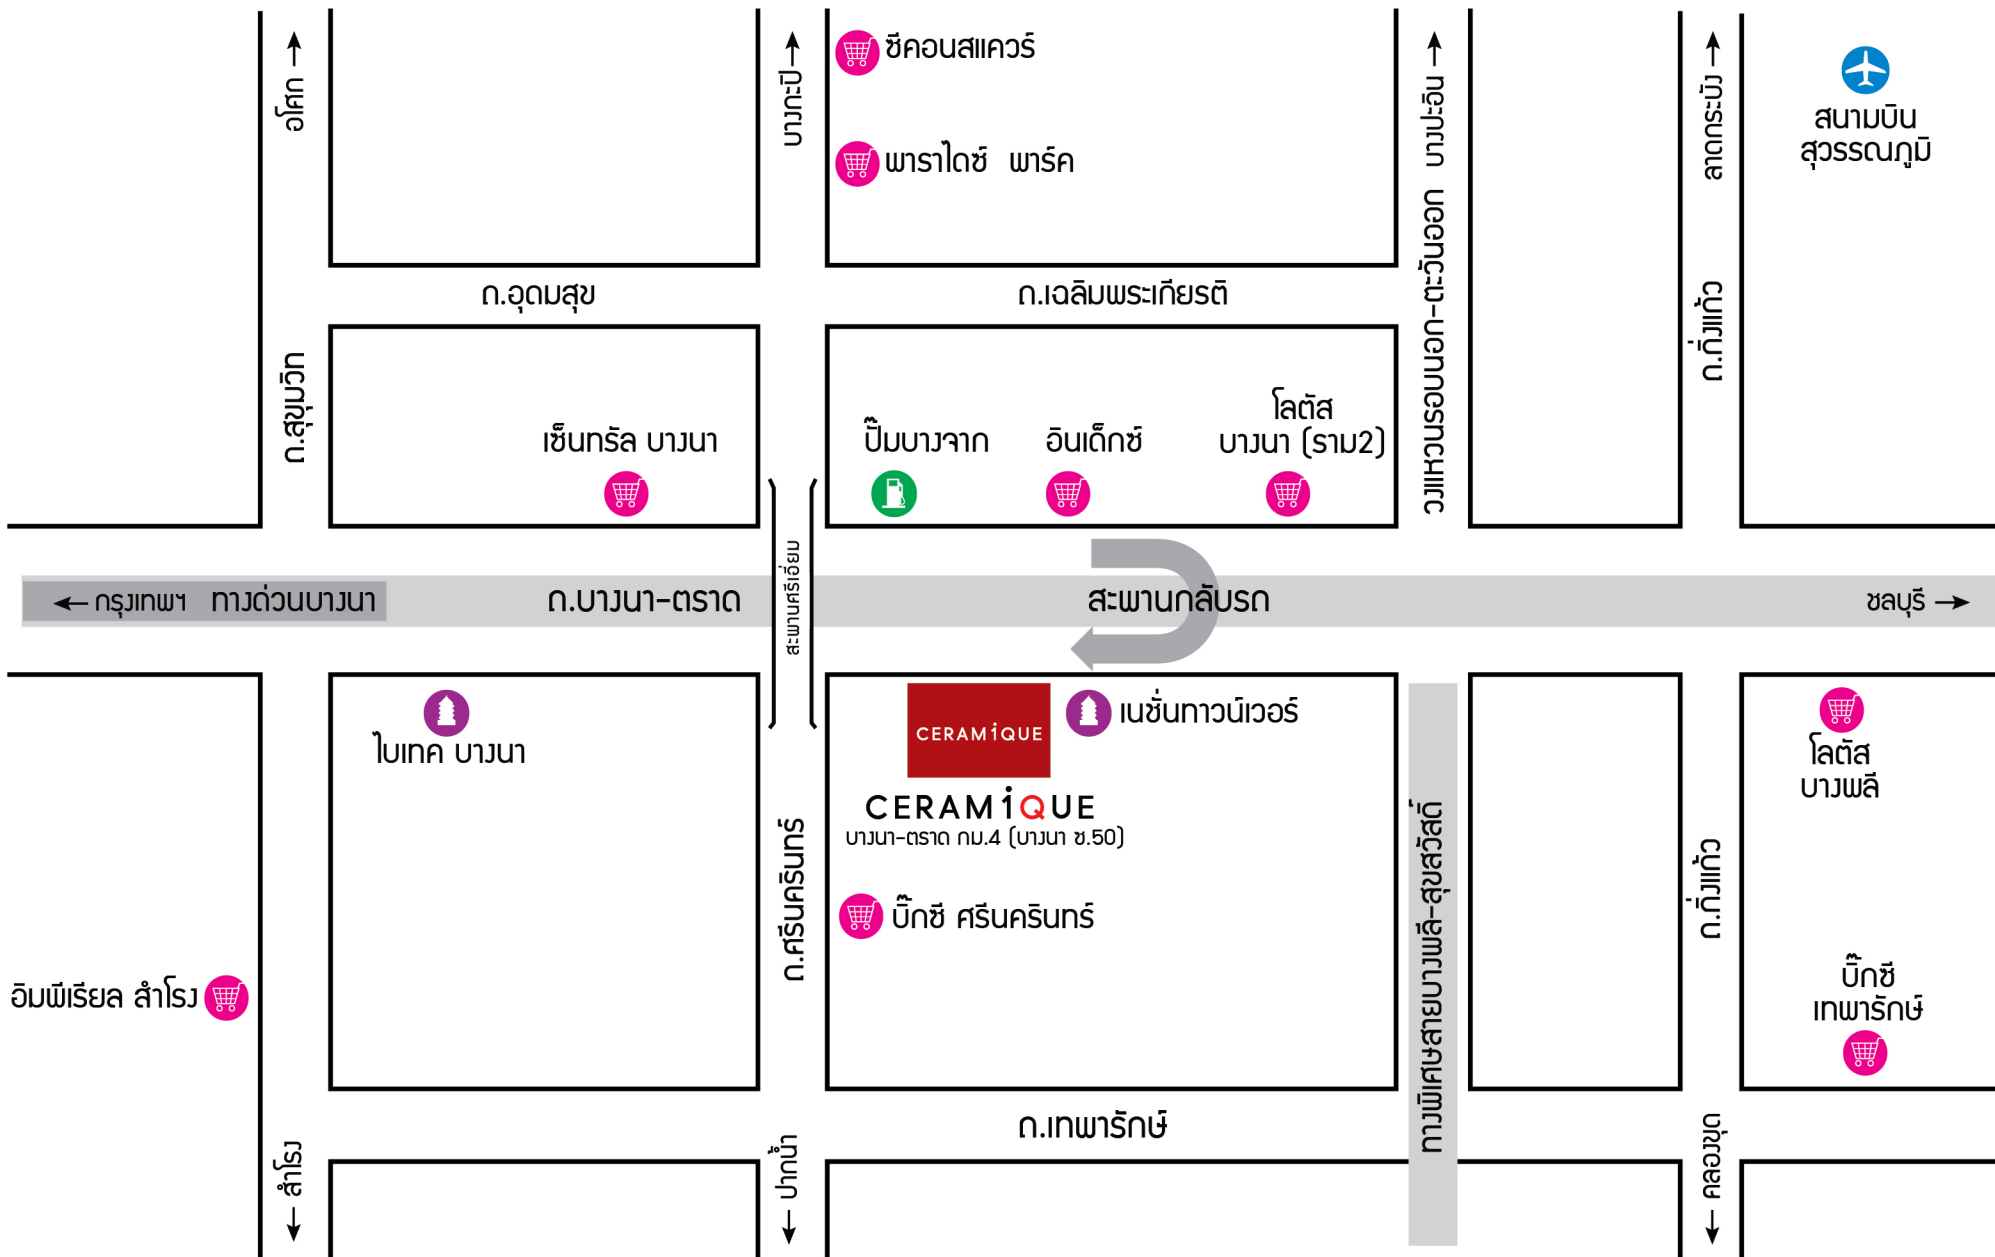 อโศก
บางกะปิ
ซีคอนสแควร์
พาราไดซ์ พาร์ค
ลาดกระบัง
สนามบิน
สุวรรณภูมิ
ถ.อุดมสุข
ถ.เฉลิมพระเกียรติ
ถ.สุขุมวิท
เซ็นทรัล บางนา
ปั๊มบางจาก
อินเด็กซ์
โลตัส
บางนา (ราม2)
วงแหวนรอบนอก-ตะวันออก
ถ.กิ่งแก้ว
กรุงเทพฯ
ทางด่วนบางนา
ถ.บางนา-ตราด
สะพานศรีเอี่ยม
สะพานกลับรถ
ชลบุรี
ไบเทค บางนา
CERAMiQUE
เนชั่นทาวน์เวอร์
CERAMiQUE
บางนา-ตราด กม.4 (บางนา ซ.50)
ถ.ศรีนครินทร์
บิ๊กซี ศรีนครินทร์
ทางพิเศษสายบางพลี-สุขสวัสดิ์
โลตัส
บางพลี
ถ.กิ่งแก้ว
บิ๊กซี
เทพารักษ์
อิมพีเรียล สำโรง
ถ.เทพารักษ์
สำโรง
ปากน้ำ
คลองขุด